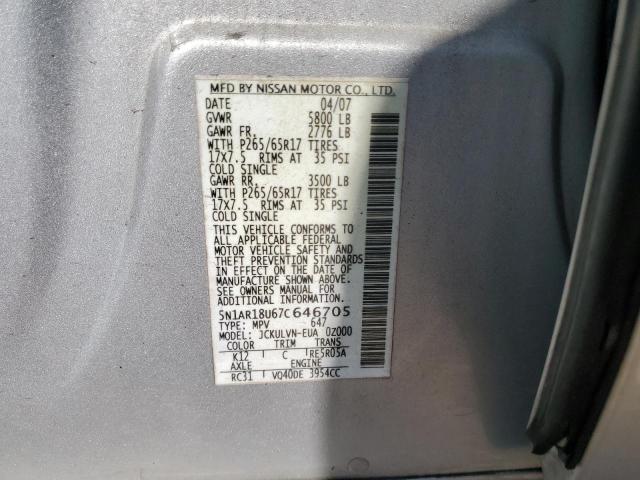 MFD BY NISSAN MOTOR CO., LTD.
DATE 04/07
GVWR 5800 LB
GAWR FR. 2776 LB
WITH P265/65R17 TIRES
17X7.5 RIMS AT 35 PSI
COLD SINGLE
GAWR RR. 3500 LB
WITH P265/65R17 TIRES
17X7.5 RIMS AT 35 PSI
COLD SINGLE
THIS VEHICLE CONFORMS TO
ALL APPLICABLE FEDERAL
MOTOR VEHICLE SAFETY AND
THEFT PREVENTION STANDARDS
IN EFFECT ON THE DATE OF
MANUFACTURE SHOWN ABOVE.
SEE OWNERS MANUAL FOR
ADDITIONAL INFORMATION.
5N1AR18U67C646705
TYPE: MPV 647
MODEL: JCKULVN-EUA 0Z000
COLOR TRIM TRANS
K12 C RE5R05A
AXLE ENGINE
RC31 VQ40DE 3954CC